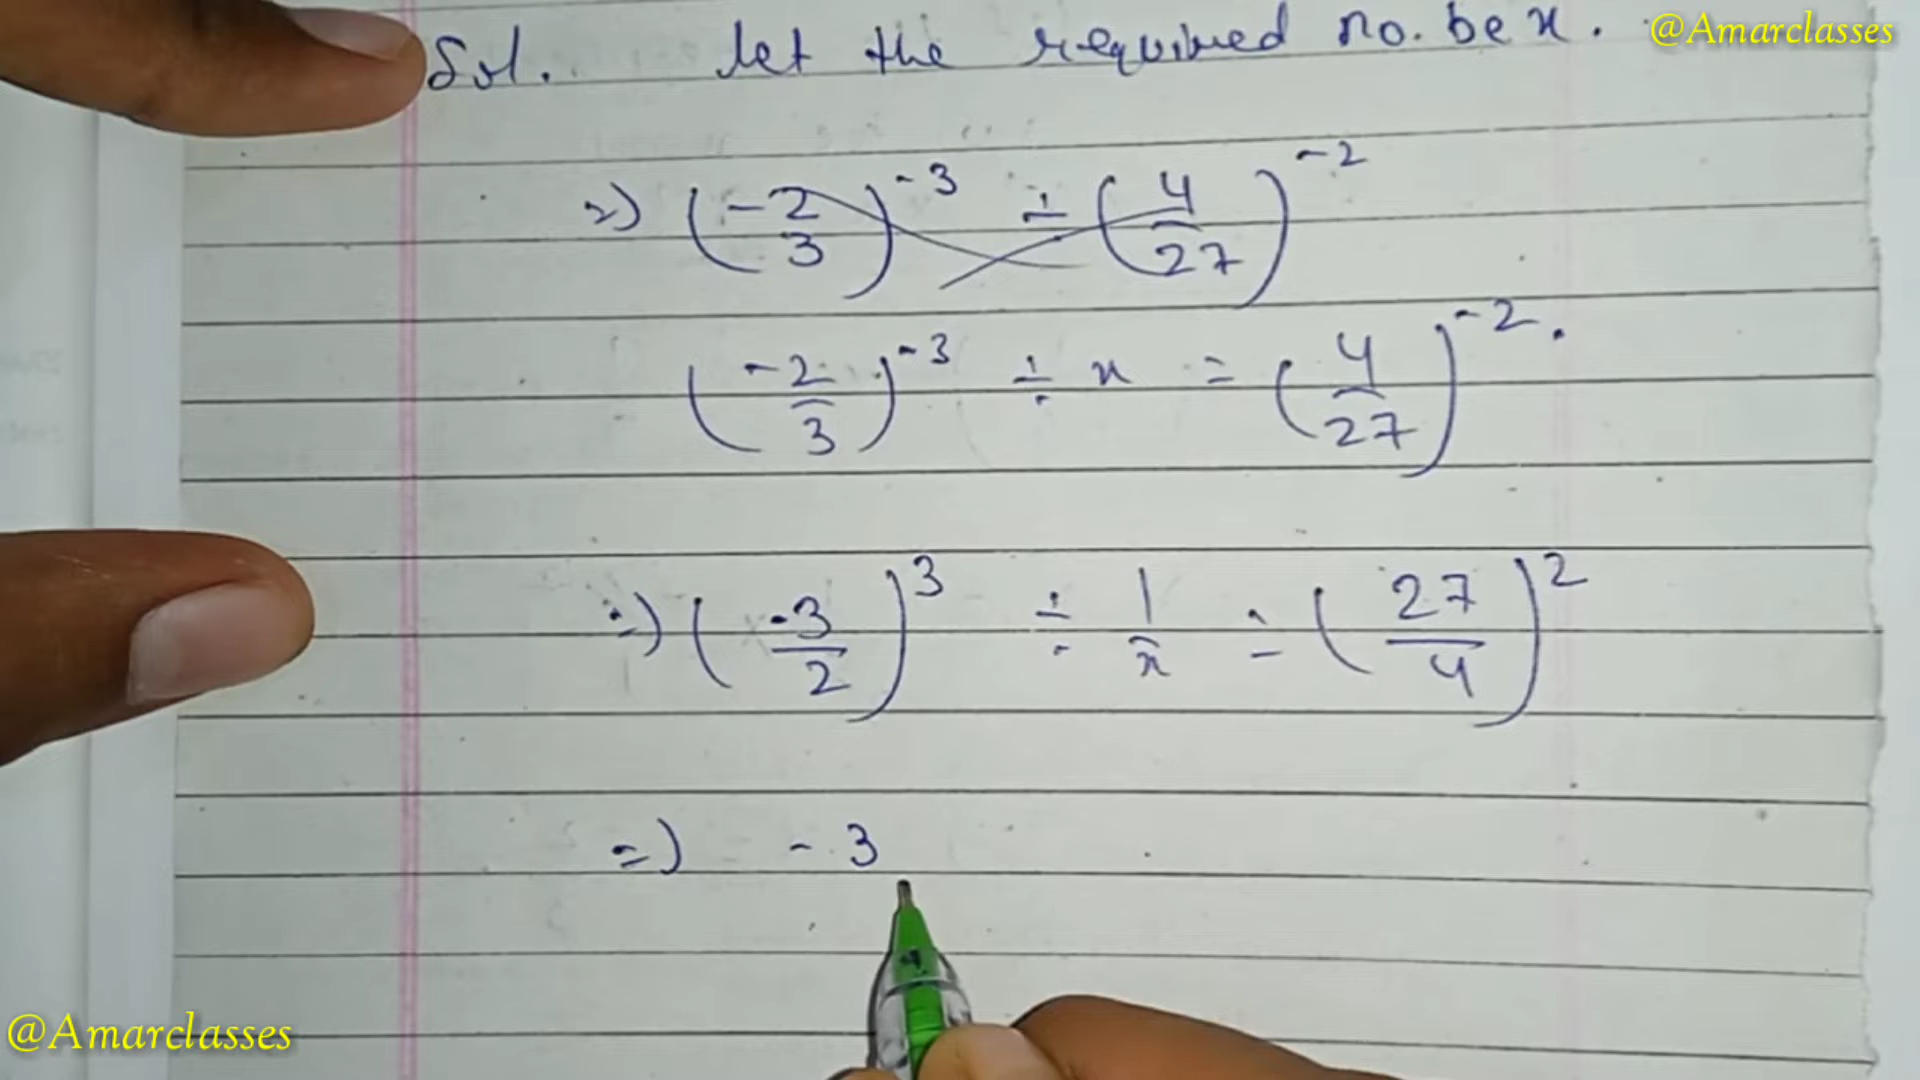 @Amarclasses
Sol. let the required no. be x.
=) (-2/3)^-3 ÷ (4/27)^-2
(-2/3)^-3 ÷ x = (4/27)^-2.
=) (-3/2)^3 ÷ 1/x = (27/4)^2
=) -3
@Amarclasses